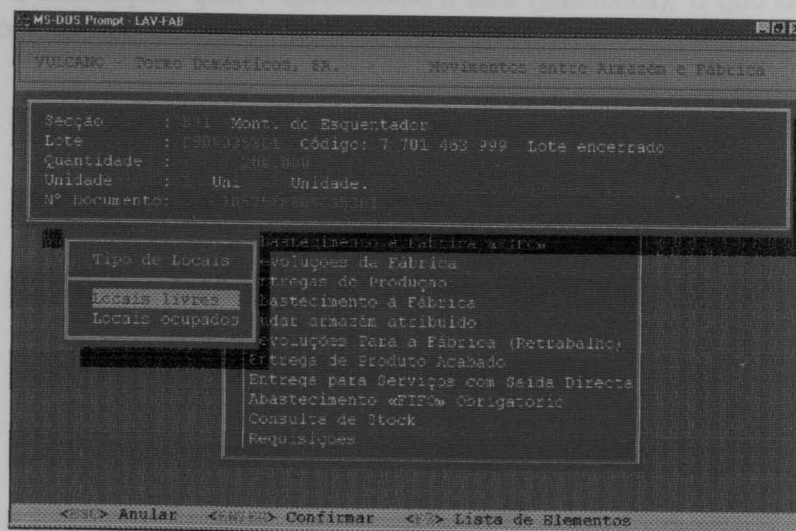 MS-DOS Prompt - LAV-FAB
VULCANO - Termo Domésticos, SA. Movimentos entre Armazém e Fábrica
Secção : Mont. do Esquentador
Lote : Código: 7 701 463 999 Lote encerrado
Quantidade :
Unidade : Uni Unidade.
Nº Documento:
bastecimento à Fábrica «FIFO»
Tipo de Locais
evoluções da Fábrica
ntregas de Produção
Locais livres
bastecimento à Fábrica
Locais ocupados
udar armazém atribuido
evoluções Para a Fábrica (Retrabalho)
Entrega de Produto Acabado
Entrega para Serviços com Saída Directa
Abastecimento «FIFO» Obrigatório
Consulta de Stock
Requisições
<ESC> Anular Confirmar Lista de Elementos